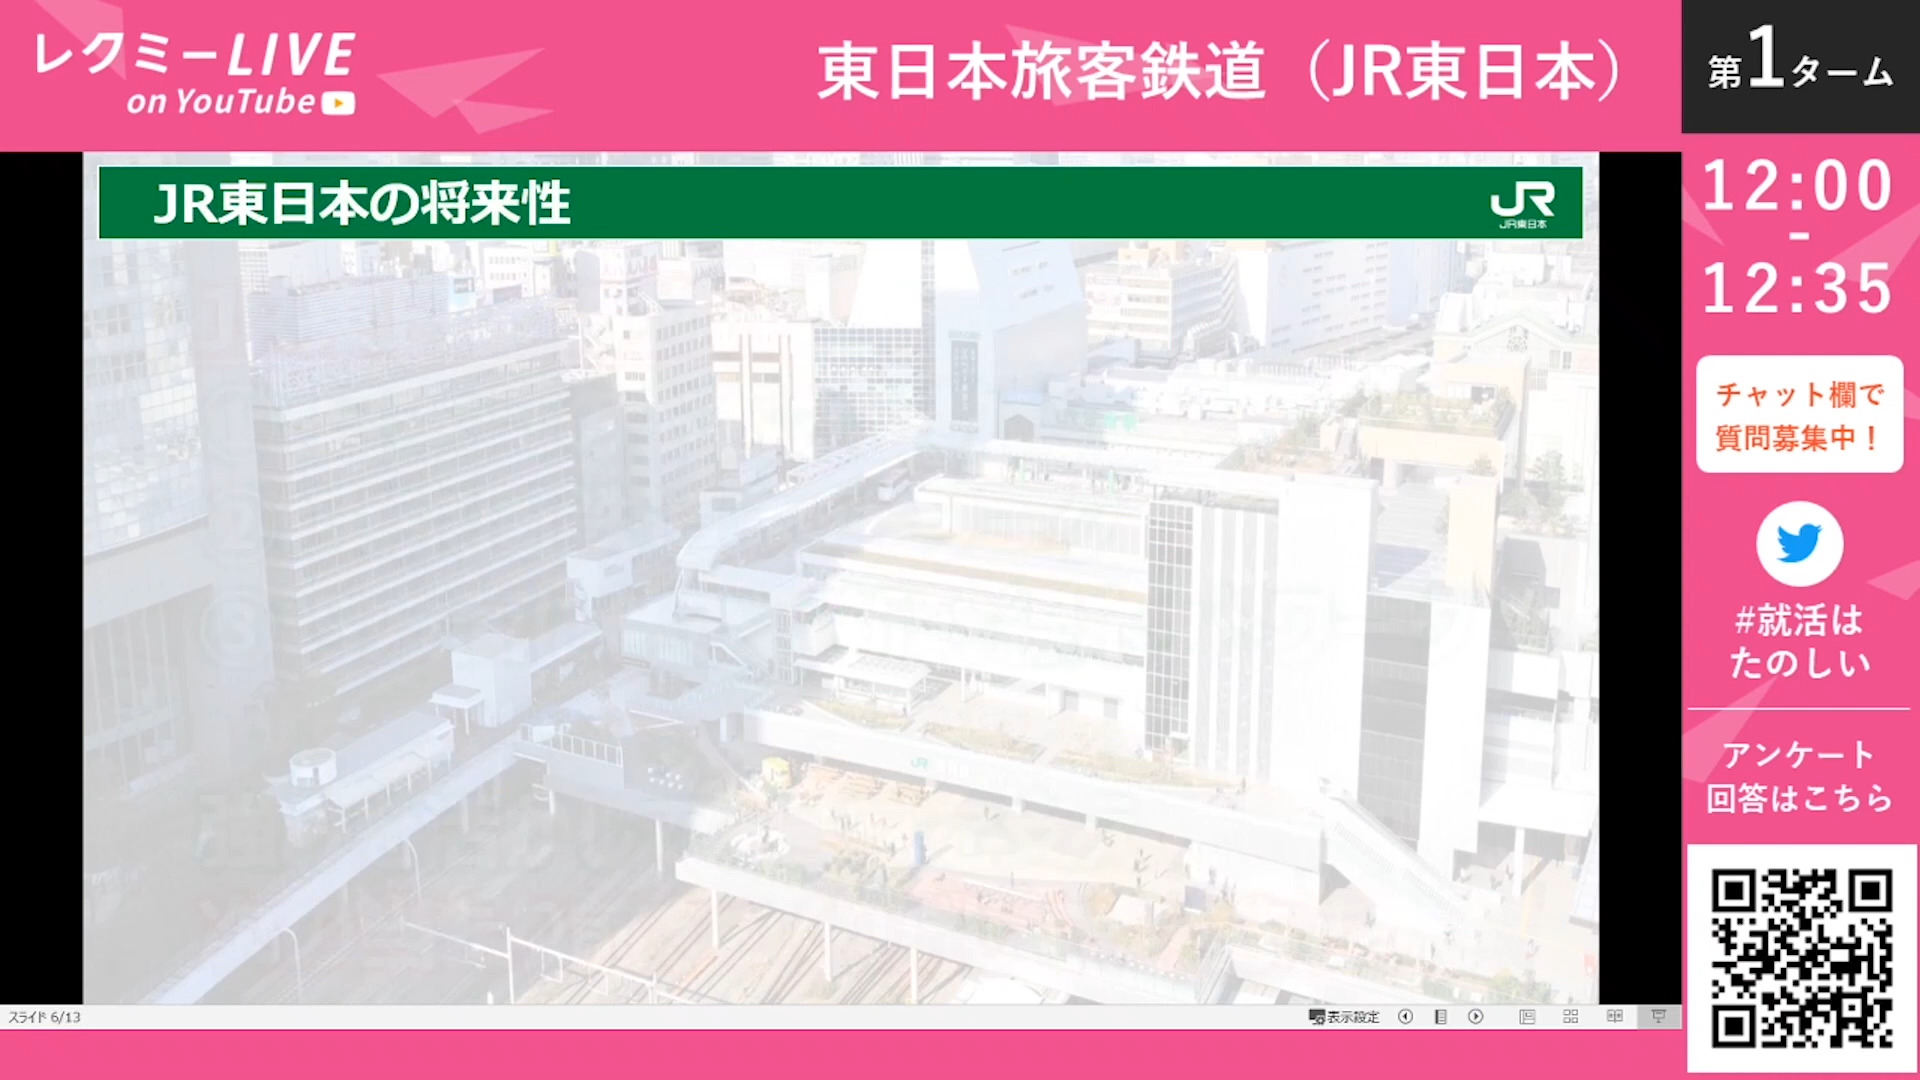 レクミーLIVE
on YouTube
東日本旅客鉄道（JR東日本）
第1ターム
12:00
-
12:35
チャット欄で
質問募集中！
#就活は
たのしい
アンケート
回答はこちら
JR東日本の将来性
JR
JR東日本
スライド 6/13
表示設定